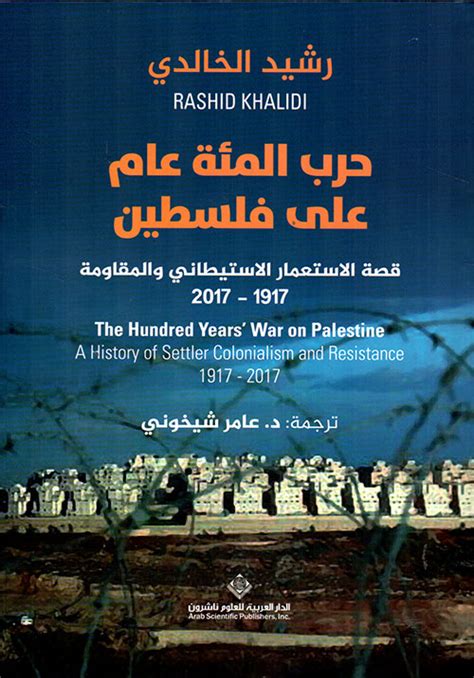 رشيد الخالدي
RASHID KHALIDI
حرب المئة عام
على فلسطين
قصة الاستعمار الاستيطاني والمقاومة
1917 - 2017
The Hundred Years' War on Palestine
A History of Settler Colonialism and Resistance
1917 - 2017
ترجمة: د. عامر شيخوني
الدار العربية للعلوم ناشرون
Arab Scientific Publishers, Inc.